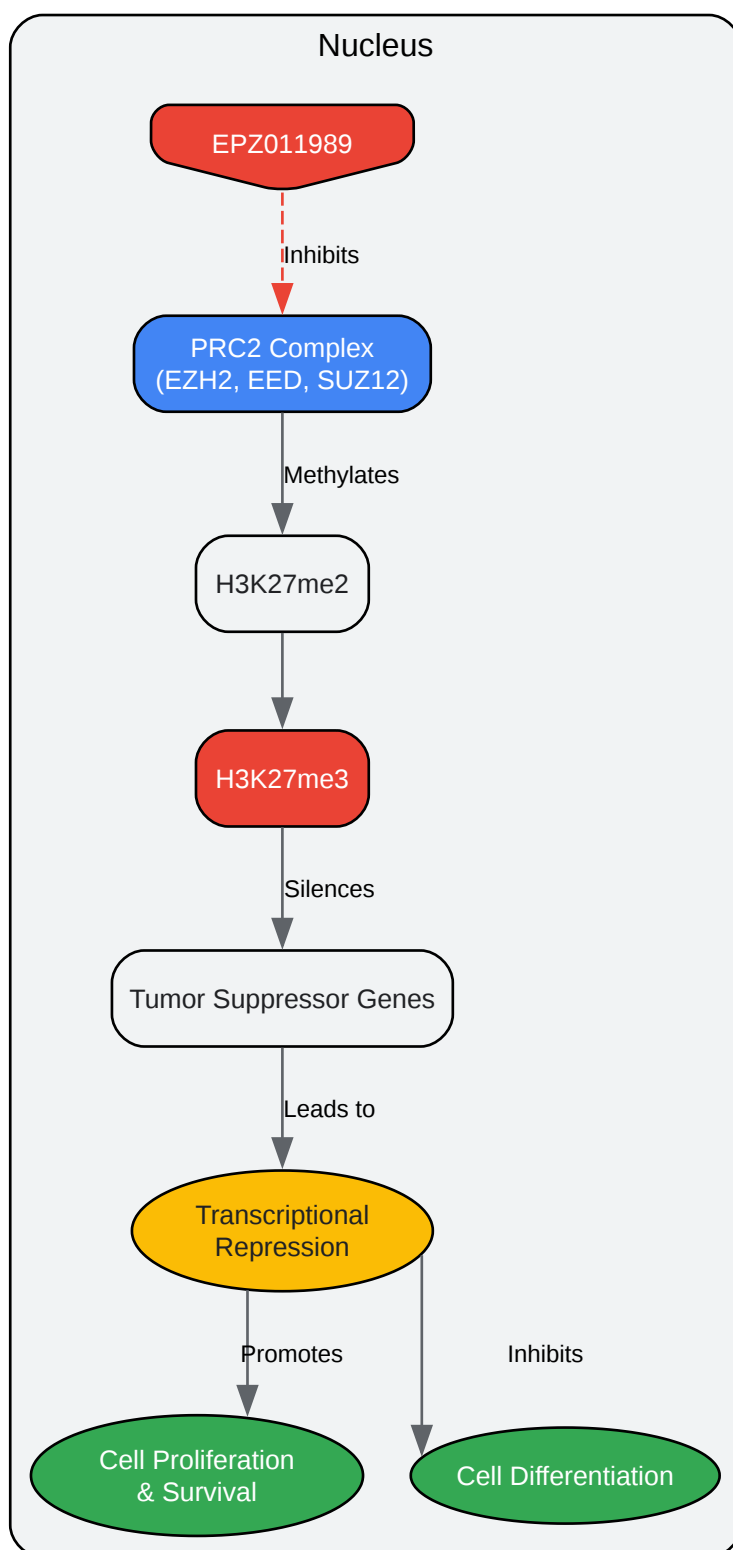 Nucleus
EPZ011989
Inhibits
PRC2 Complex
(EZH2, EED, SUZ12)
Methylates
H3K27me2
H3K27me3
Silences
Tumor Suppressor Genes
Leads to
Transcriptional
Repression
Promotes
Inhibits
Cell Proliferation
& Survival
Cell Differentiation